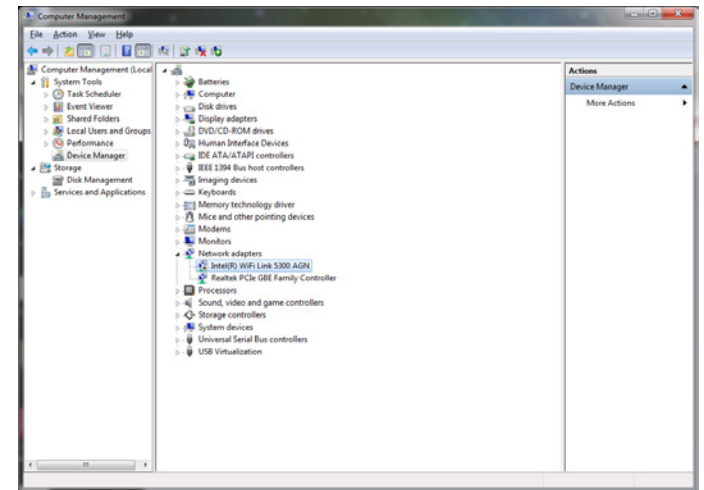 Computer Management
File Action View Help
Computer Management (Local
System Tools
Task Scheduler
Event Viewer
Shared Folders
Local Users and Groups
Performance
Device Manager
Storage
Disk Management
Services and Applications
Batteries
Computer
Disk drives
Display adapters
DVD/CD-ROM drives
Human Interface Devices
IDE ATA/ATAPI controllers
IEEE 1394 Bus host controllers
Imaging devices
Keyboards
Memory technology driver
Mice and other pointing devices
Modems
Monitors
Network adapters
Intel(R) WiFi Link 5300 AGN
Realtek PCIe GBE Family Controller
Processors
Sound, video and game controllers
Storage controllers
System devices
Universal Serial Bus controllers
USB Virtualization
Actions
Device Manager
More Actions